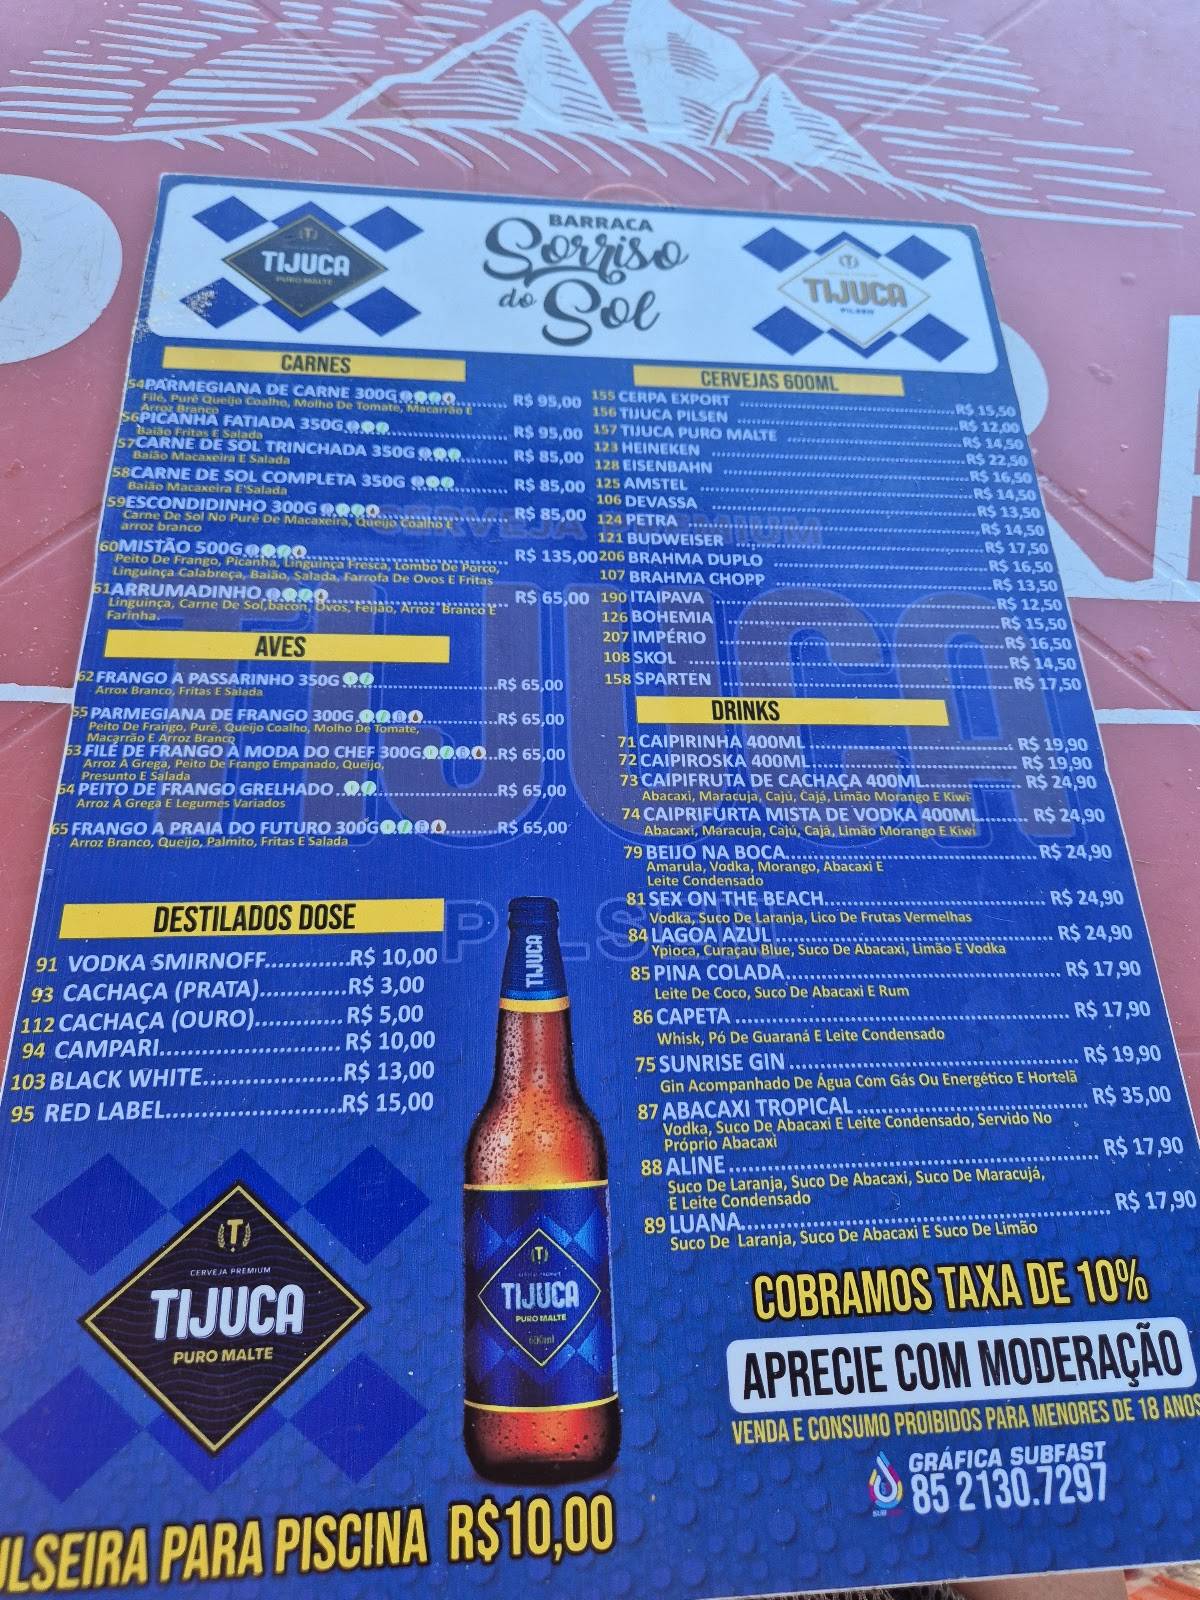 TIJUCA
PURO MALTE
BARRACA
Sorriso
do
Sol
TIJUCA
PILSEN
CARNES
54 PARMEGIANA DE CARNE 300G R$ 95,00
Filé, Purê Queijo Coalho, Molho De Tomate, Macarrão E
Arroz Branco
56 PICANHA FATIADA 350G R$ 95,00
Baião Fritas E Salada
57 CARNE DE SOL TRINCHADA 350G R$ 85,00
Baião Macaxeira E Salada
58 CARNE DE SOL COMPLETA 350G R$ 85,00
Baião Macaxeira E Salada
59 ESCONDIDINHO 300G R$ 85,00
Carne De Sol No Purê De Macaxeira, Queijo Coalho E
arroz branco
60 MISTÃO 500G R$ 135,00
Peito De Frango, Picanha, Linguinça Fresca, Lombo De Porco,
Linguinça Calabreça, Baião, Salada, Farrofa De Ovos E Fritas
61 ARRUMADINHO R$ 65,00
Linguinça, Carne De Sol,bacon, Ovos, Feijão, Arroz Branco E
Farinha.
AVES
62 FRANGO A PASSARINHO 350G R$ 65,00
Arrox Branco, Fritas E Salada
55 PARMEGIANA DE FRANGO 300G R$ 65,00
Peito De Frango, Purê, Queijo Coalho, Molho De Tomate,
Macarrão E Arroz Branco
63 FILÉ DE FRANGO À MODA DO CHEF 300G R$ 65,00
Arroz À Grega, Peito De Frango Empanado, Queijo,
Presunto E Salada
64 PEITO DE FRANGO GRELHADO R$ 65,00
Arroz À Grega E Legumes Variados
65 FRANGO A PRAIA DO FUTURO 300G R$ 65,00
Arroz Branco, Queijo, Palmito, Fritas E Salada
DESTILADOS DOSE
91 VODKA SMIRNOFF R$ 10,00
93 CACHAÇA (PRATA) R$ 3,00
112 CACHAÇA (OURO) R$ 5,00
94 CAMPARI R$ 10,00
103 BLACK WHITE R$ 13,00
95 RED LABEL R$ 15,00
CERVEJAS 600ML
155 CERPA EXPORT R$ 15,50
156 TIJUCA PILSEN R$ 12,00
157 TIJUCA PURO MALTE R$ 14,50
123 HEINEKEN R$ 22,50
128 EISENBAHN R$ 16,50
125 AMSTEL R$ 14,50
106 DEVASSA R$ 13,50
124 PETRA R$ 14,50
121 BUDWEISER R$ 17,50
206 BRAHMA DUPLO R$ 16,50
107 BRAHMA CHOPP R$ 13,50
190 ITAIPAVA R$ 12,50
126 BOHEMIA R$ 15,50
207 IMPÉRIO R$ 16,50
108 SKOL R$ 14,50
158 SPARTEN R$ 17,50
DRINKS
71 CAIPIRINHA 400ML R$ 19,90
72 CAIPIROSKA 400ML R$ 19,90
73 CAIPIFRUTA DE CACHAÇA 400ML R$ 24,90
Abacaxi, Maracuja, Cajú, Cajá, Limão Morango E Kiwi
74 CAIPRIFURTA MISTA DE VODKA 400ML R$ 24,90
Abacaxi, Maracuja, Cajú, Cajá, Limão Morango E Kiwi
79 BEIJO NA BOCA R$ 24,90
Amarula, Vodka, Morango, Abacaxi E
Leite Condensado
81 SEX ON THE BEACH R$ 24,90
Vodka, Suco De Laranja, Lico De Frutas Vermelhas
84 LAGOA AZUL R$ 24,90
Ypioca, Curaçau Blue, Suco De Abacaxi, Limão E Vodka
85 PINA COLADA R$ 17,90
Leite De Coco, Suco De Abacaxi E Rum
86 CAPETA R$ 17,90
Whisk, Pó De Guaraná E Leite Condensado
75 SUNRISE GIN R$ 19,90
Gin Acompanhado De Água Com Gás Ou Energético E Hortelã
87 ABACAXI TROPICAL R$ 35,00
Vodka, Suco De Abacaxi E Leite Condensado, Servido No
Próprio Abacaxi
88 ALINE R$ 17,90
Suco De Laranja, Suco De Abacaxi, Suco De Maracujá,
E Leite Condensado
89 LUANA R$ 17,90
Suco De Laranja, Suco De Abacaxi E Suco De Limão
CERVEJA PREMIUM
TIJUCA
PILSEN
TIJUCA
T
TIJUCA
PURO MALTE
600ml
T
CERVEJA PREMIUM
TIJUCA
PURO MALTE
COBRAMOS TAXA DE 10%
APRECIE COM MODERAÇÃO
VENDA E CONSUMO PROIBIDOS PARA MENORES DE 18 ANOS
GRÁFICA SUBFAST
85 2130.7297
ULSEIRA PARA PISCINA R$10,00